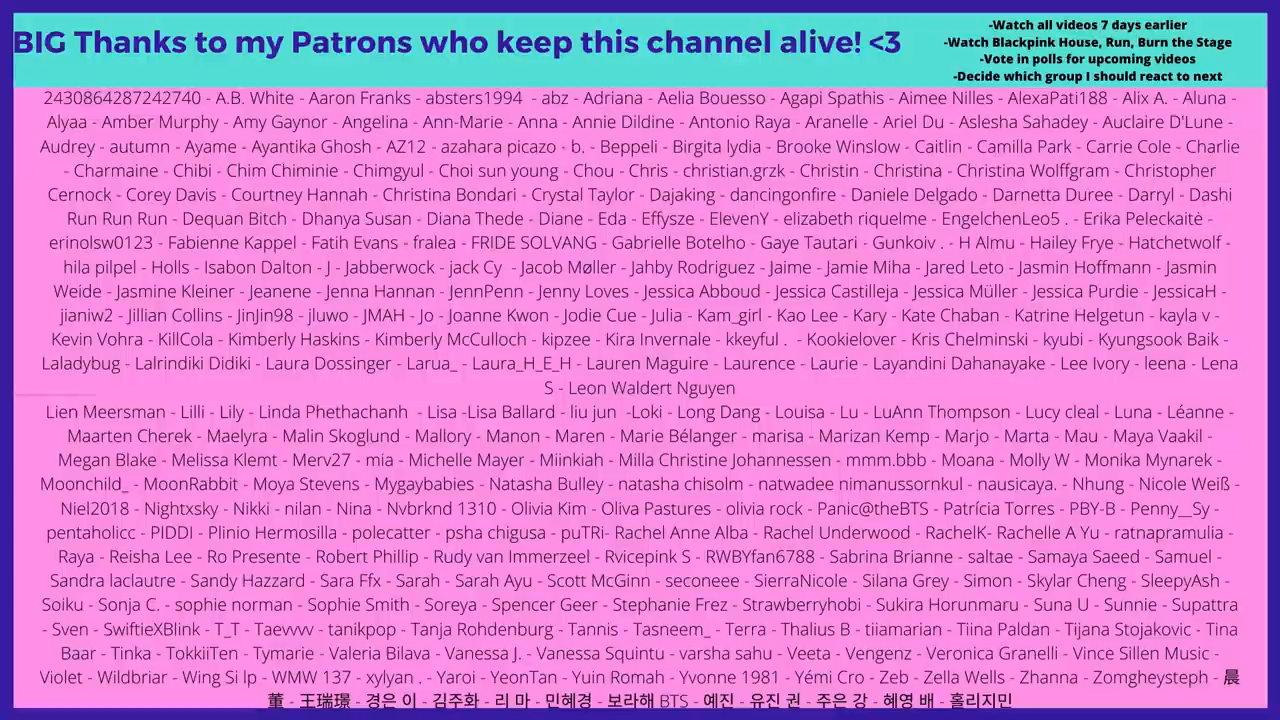 BIG Thanks to my Patrons who keep this channel alive! <3
-Watch all videos 7 days earlier
-Watch Blackpink House, Run, Burn the Stage
-Vote in polls for upcoming videos
-Decide which group I should react to next
2430864287242740 - A.B. White - Aaron Franks - absters1994 - abz - Adriana - Aelia Bouesso - Agapi Spathis - Aimee Nilles - AlexaPati188 - Alix A. - Aluna -
Alyaa - Amber Murphy - Amy Gaynor - Angelina - Ann-Marie - Anna - Annie Dildine - Antonio Raya - Aranelle - Ariel Du - Aslesha Sahadey - Auclaire D'Lune -
Audrey - autumn - Ayame - Ayantika Ghosh - AZ12 - azahara picazo - b. - Beppeli - Birgita lydia - Brooke Winslow - Caitlin - Camilla Park - Carrie Cole - Charlie
- Charmaine - Chibi - Chim Chiminie - Chimgyul - Choi sun young - Chou - Chris - christian.grzk - Christin - Christina - Christina Wolffgram - Christopher
Cernock - Corey Davis - Courtney Hannah - Christina Bondari - Crystal Taylor - Dajaking - dancingonfire - Daniele Delgado - Darnetta Duree - Darryl - Dashi
Run Run Run - Dequan Bitch - Dhanya Susan - Diana Thede - Diane - Eda - Effysze - ElevenY - elizabeth riquelme - EngelchenLeo5 . - Erika Peleckaitė -
erinolsw0123 - Fabienne Kappel - Fatih Evans - fralea - FRIDE SOLVANG - Gabrielle Botelho - Gaye Tautari - Gunkoiv . - H Almu - Hailey Frye - Hatchetwolf -
hila pilpel - Holls - Isabon Dalton - J - Jabberwock - jack Cy - Jacob Møller - Jahby Rodriguez - Jaime - Jamie Miha - Jared Leto - Jasmin Hoffmann - Jasmin
Weide - Jasmine Kleiner - Jeanene - Jenna Hannan - JennPenn - Jenny Loves - Jessica Abboud - Jessica Castilleja - Jessica Müller - Jessica Purdie - JessicaH -
jianiw2 - Jillian Collins - JinJin98 - jluwo - JMAH - Jo - Joanne Kwon - Jodie Cue - Julia - Kam_girl - Kao Lee - Kary - Kate Chaban - Katrine Helgetun - kayla v -
Kevin Vohra - KillCola - Kimberly Haskins - Kimberly McCulloch - kipzee - Kira Invernale - kkeyful . - Kookielover - Kris Chelminski - kyubi - Kyungsook Baik -
Laladybug - Lalrindiki Didiki - Laura Dossinger - Larua_ - Laura_H_E_H - Lauren Maguire - Laurence - Laurie - Layandini Dahanayake - Lee Ivory - leena - Lena
S - Leon Waldert Nguyen
Lien Meersman - Lilli - Lily - Linda Phethachanh - Lisa -Lisa Ballard - liu jun -Loki - Long Dang - Louisa - Lu - LuAnn Thompson - Lucy cleal - Luna - Léanne -
Maarten Cherek - Maelyra - Malin Skoglund - Mallory - Manon - Maren - Marie Bélanger - marisa - Marizan Kemp - Marjo - Marta - Mau - Maya Vaakil -
Megan Blake - Melissa Klemt - Merv27 - mia - Michelle Mayer - Miinkiah - Milla Christine Johannessen - mmm.bbb - Moana - Molly W - Monika Mynarek -
Moonchild_ - MoonRabbit - Moya Stevens - Mygaybabies - Natasha Bulley - natasha chisolm - natwadee nimanussornkul - nausicaya. - Nhung - Nicole Weiß -
Niel2018 - Nightxsky - Nikki - nilan - Nina - Nvbrknd 1310 - Olivia Kim - Oliva Pastures - olivia rock - Panic@theBTS - Patrícia Torres - PBY-B - Penny__Sy -
pentaholicc - PIDDI - Plinio Hermosilla - polecatter - psha chigusa - puTRi- Rachel Anne Alba - Rachel Underwood - RachelK- Rachelle A Yu - ratnapramulia -
Raya - Reisha Lee - Ro Presente - Robert Phillip - Rudy van Immerzeel - Rvicepink S - RWBYfan6788 - Sabrina Brianne - saltae - Samaya Saeed - Samuel -
Sandra laclautre - Sandy Hazzard - Sara Ffx - Sarah - Sarah Ayu - Scott McGinn - seconeee - SierraNicole - Silana Grey - Simon - Skylar Cheng - SleepyAsh -
Soiku - Sonja C. - sophie norman - Sophie Smith - Soreya - Spencer Geer - Stephanie Frez - Strawberryhobi - Sukira Horunmaru - Suna U - Sunnie - Supattra
- Sven - SwiftieXBlink - T_T - Taevvvv - tanikpop - Tanja Rohdenburg - Tannis - Tasneem_ - Terra - Thalius B - tiiamarian - Tiina Paldan - Tijana Stojakovic - Tina
Baar - Tinka - TokkiiTen - Tymarie - Valeria Bilava - Vanessa J. - Vanessa Squintu - varsha sahu - Veeta - Vengenz - Veronica Granelli - Vince Sillen Music -
Violet - Wildbriar - Wing Si lp - WMW 137 - xylyan . - Yaroi - YeonTan - Yuin Romah - Yvonne 1981 - Yémi Cro - Zeb - Zella Wells - Zhanna - Zomgheysteph - 晨
董 - 王瑞璟 - 경은 이 - 김주화 - 리 마 - 민혜경 - 보라해 BTS - 예진 - 유진 권 - 주은 강 - 혜영 배 - 홀리지민